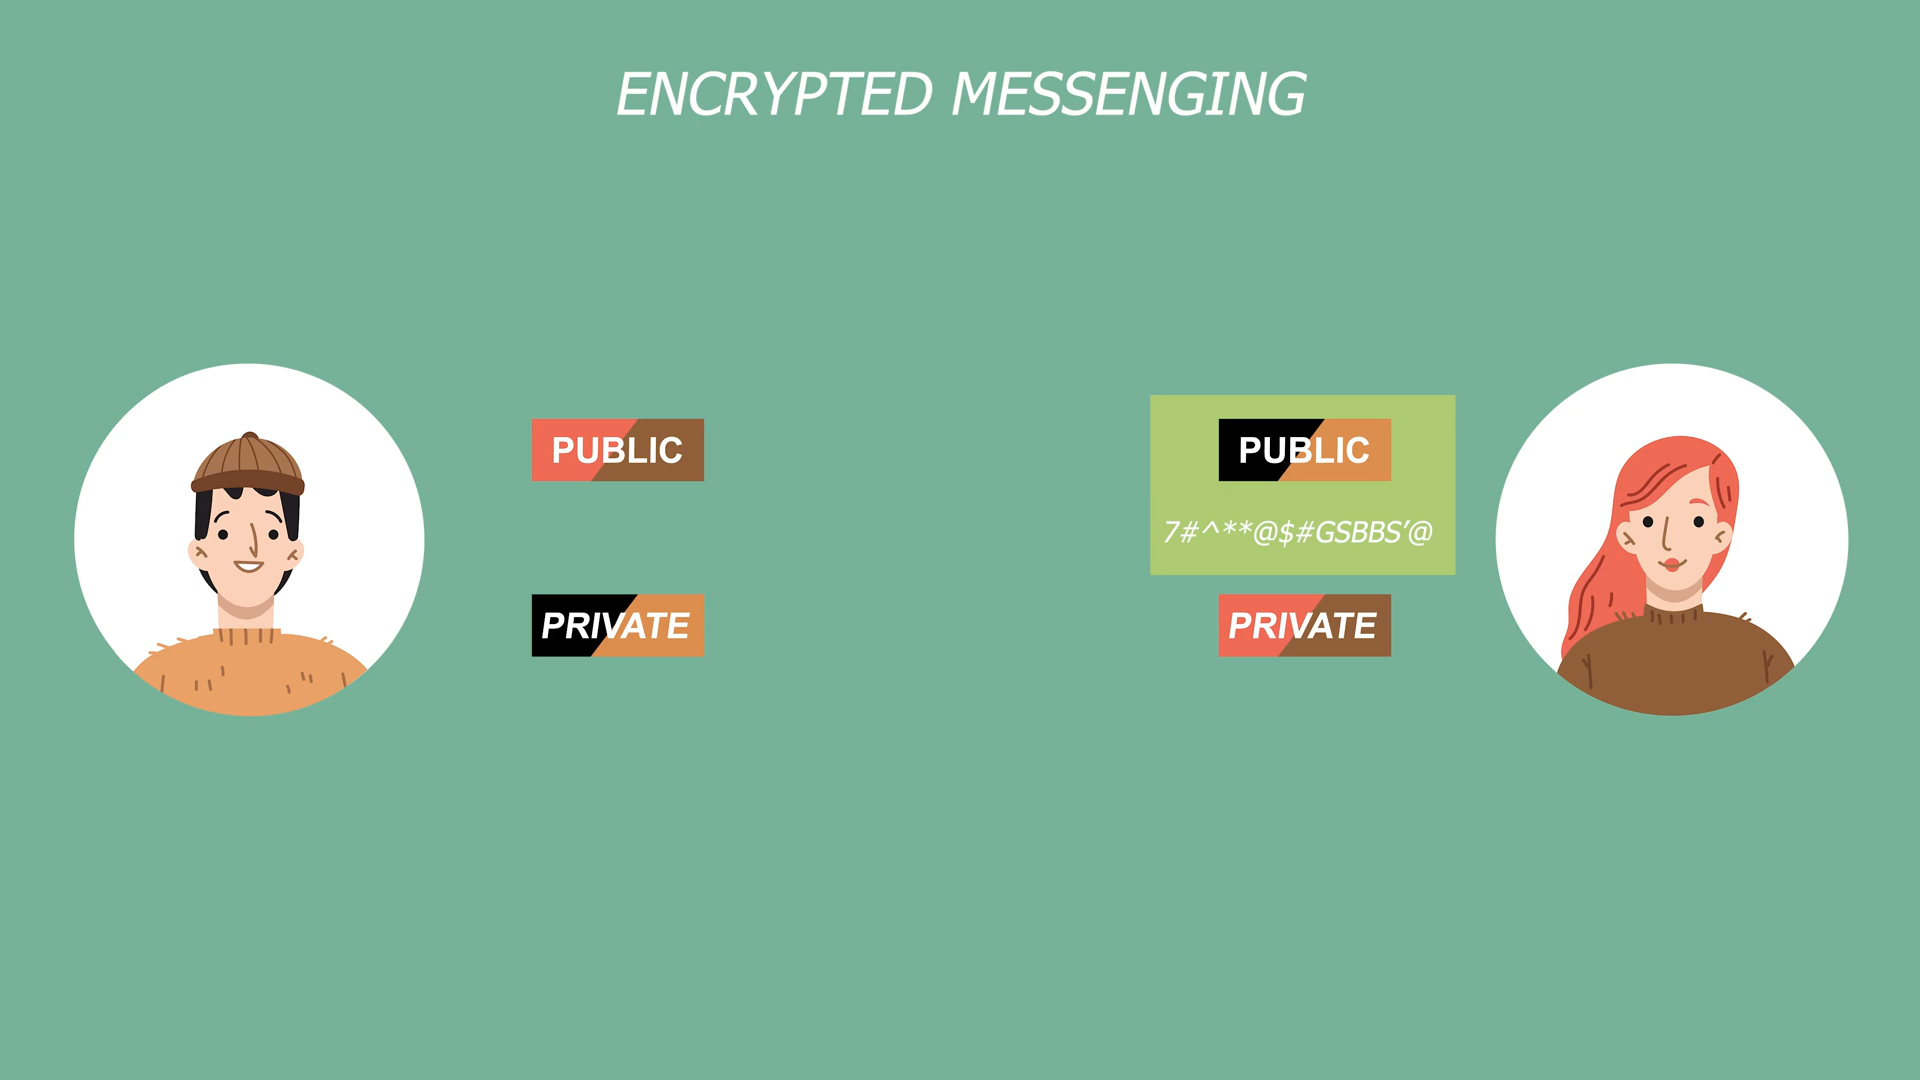 ENCRYPTED MESSENGING
PUBLIC
PUBLIC
7#^**@$#GSBBS’@
PRIVATE
PRIVATE